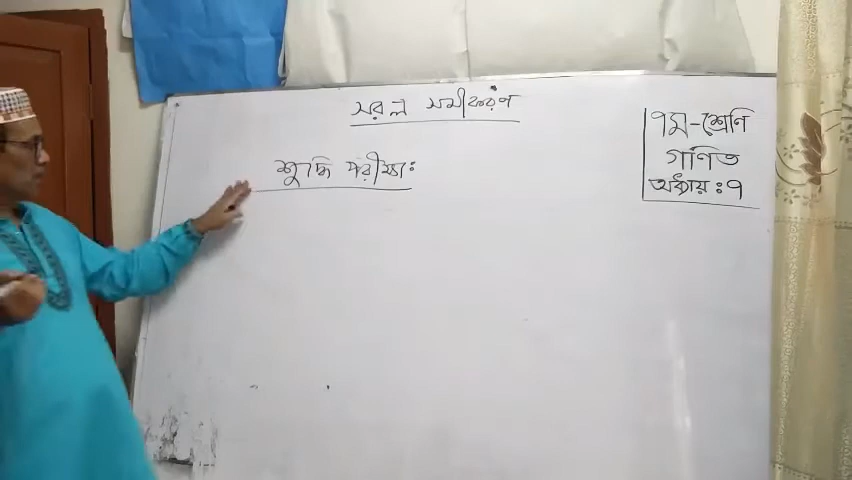 সরল সমীকরণ
৭ম-শ্রেণি
গণিত
অধ্যায়ঃ৭
শুদ্ধি পরীক্ষাঃ